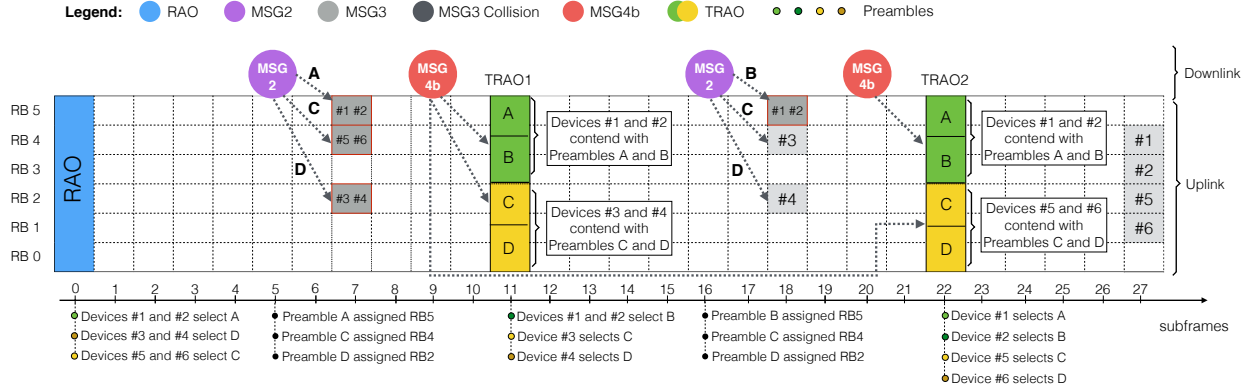 Legend: RAO MSG2 MSG3 MSG3 Collision MSG4b TRAO Preambles
MSG 2
A
C
D
MSG 4b
TRAO1
MSG 2
B
C
D
MSG 4b
TRAO2
Downlink
Uplink
RB 5
RB 4
RB 3
RB 2
RB 1
RB 0
RAO
#1 #2
#5 #6
#3 #4
A
B
C
D
Devices #1 and #2
contend with
Preambles A and B
Devices #3 and #4
contend with
Preambles C and D
#1 #2
#3
#4
A
B
C
D
Devices #1 and #2
contend with
Preambles A and B
Devices #5 and #6
contend with
Preambles C and D
#1
#2
#5
#6
0 1 2 3 4 5 6 7 8 9 10 11 12 13 14 15 16 17 18 19 20 21 22 23 24 25 26 27
subframes
Devices #1 and #2 select A
Devices #3 and #4 select D
Devices #5 and #6 select C
Preamble A assigned RB5
Preamble C assigned RB4
Preamble D assigned RB2
Devices #1 and #2 select B
Device #3 selects C
Device #4 selects D
Preamble B assigned RB5
Preamble C assigned RB4
Preamble D assigned RB2
Device #1 selects A
Device #2 selects B
Device #5 selects C
Device #6 selects D